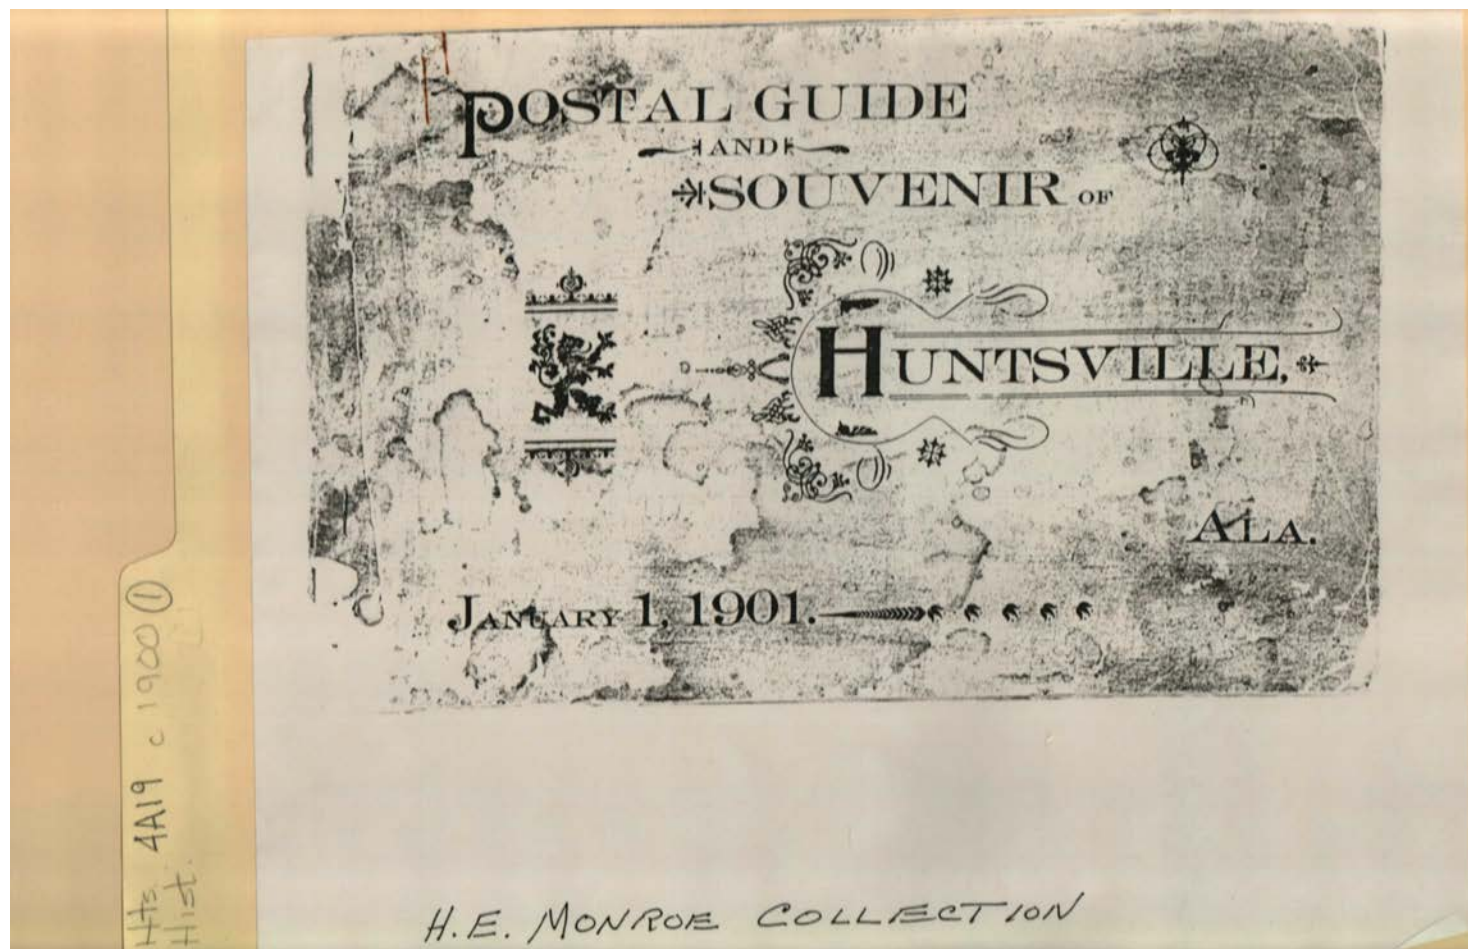 POSTAL GUIDE
AND
SOUVENIR OF
HUNTSVILLE,
ALA.
JANUARY 1, 1901.
H.E. MONROE COLLECTION
Hts. 4A19 c 1900 ①
Hist.